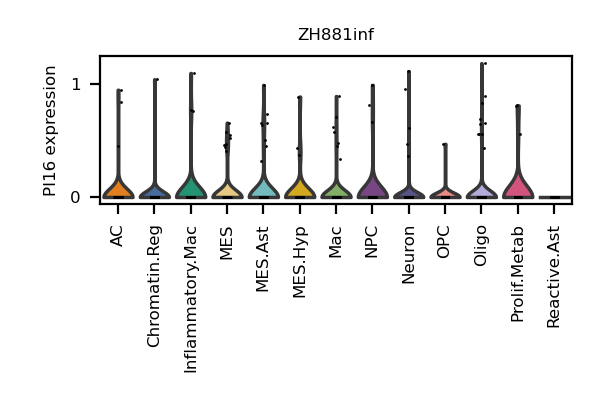 ZH881inf
PI16 expression
1
0
AC
Chromatin.Reg
Inflammatory.Mac
MES
MES.Ast
MES.Hyp
Mac
NPC
Neuron
OPC
Oligo
Prolif.Metab
Reactive.Ast